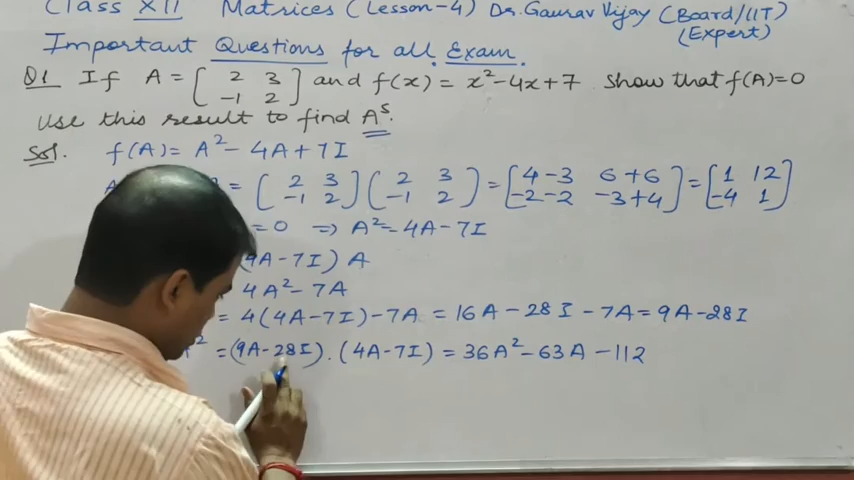 Class XII Matrices (Lesson-4) Dr. Gaurav Vijay (Board/IIT)
(Expert)
Important Questions for all Exam.
Q1 If A = [ 2 3 -1 2 ] and f(x) = x²-4x+7 Show that f(A)=0
Use this result to find A⁵.
Sol. f(A) = A² - 4A + 7I
= ( 2 3 -1 2 ) ( 2 3 -1 2 ) = [ 4-3 6+6 -2-2 -3+4 ] = [ 1 12 -4 1 ]
= 0 ⇒ A² = 4A - 7I
(4A - 7I) A
4A² - 7A
= 4(4A - 7I) - 7A = 16A - 28I - 7A = 9A - 28I
A² = (9A - 28I) . (4A - 7I) = 36A² - 63A - 112